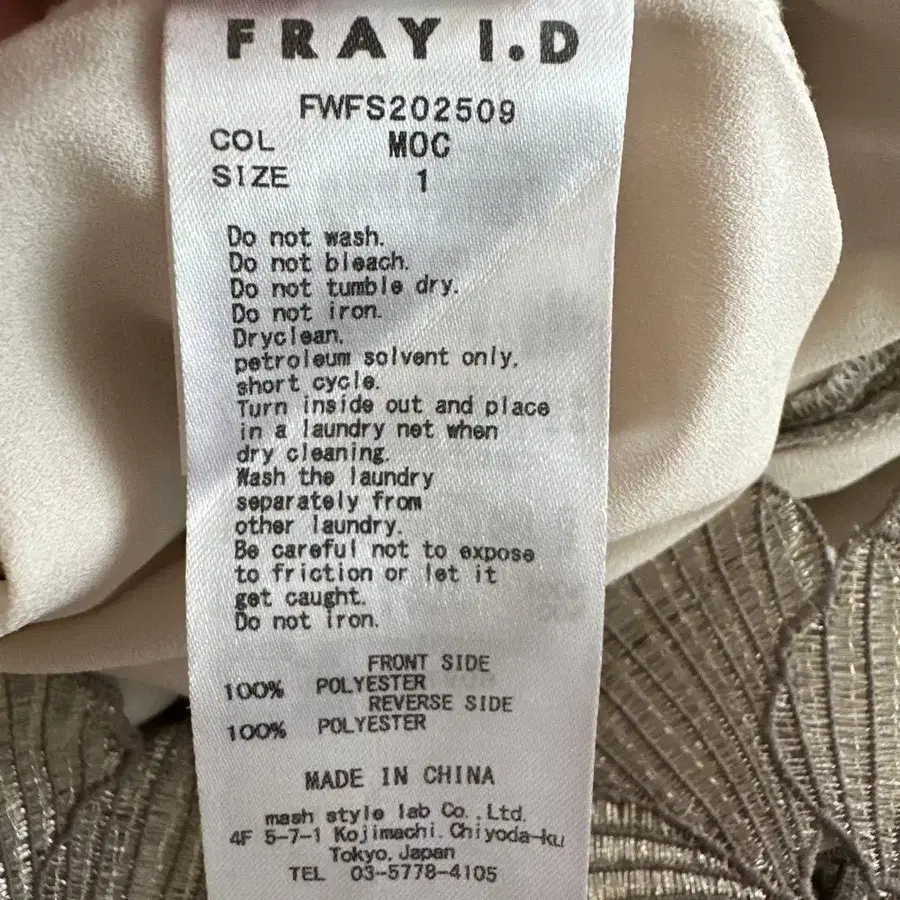 FRAY I.D
FWFS202509
COL MOC
SIZE 1
Do not wash.
Do not bleach.
Do not tumble dry.
Do not iron.
Dryclean.
petroleum solvent only.
short cycle.
Turn inside out and place
in a laundry net when
dry cleaning.
Wash the laundry
separately from
other laundry.
Be careful not to expose
to friction or let it
get caught.
Do not iron.
FRONT SIDE
100% POLYESTER
REVERSE SIDE
100% POLYESTER
MADE IN CHINA
mash style lab Co.,Ltd.
4F 5-7-1 Kojimachi.Chiyoda-ku
Tokyo.Japan
TEL 03-5778-4105